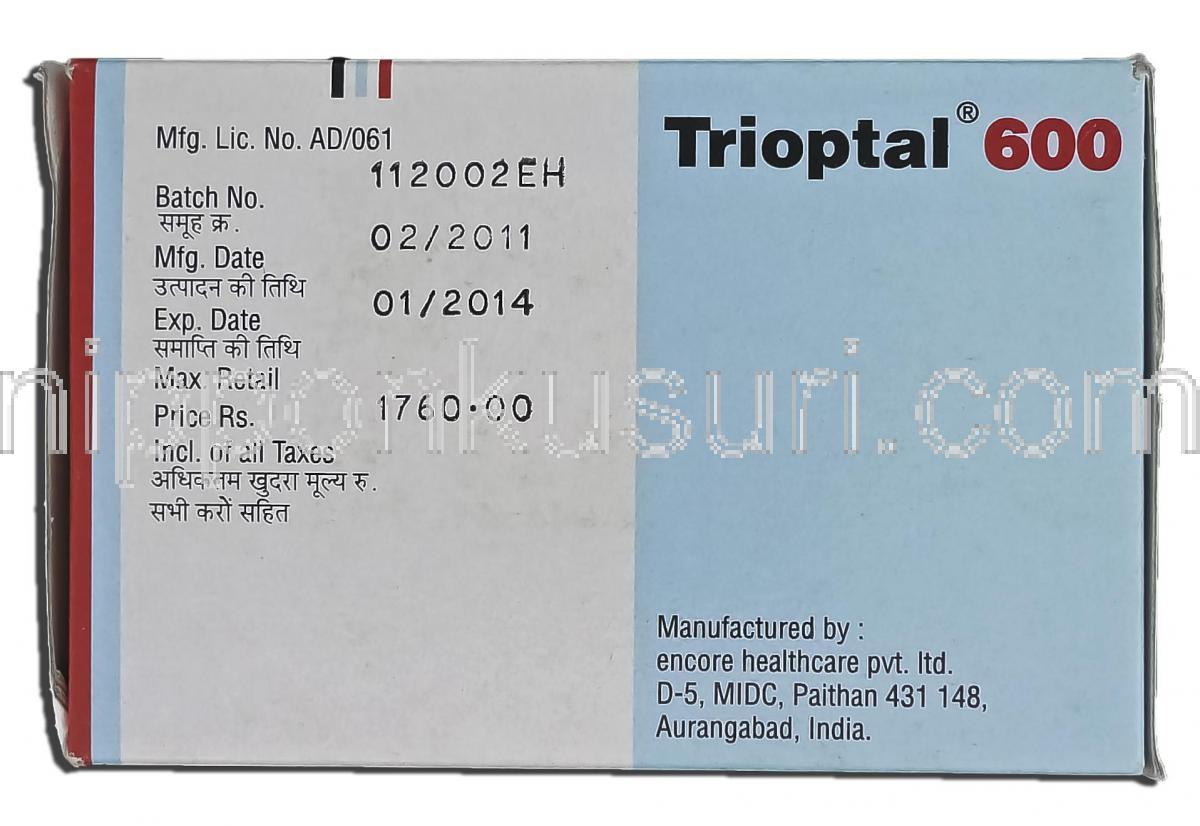 Mfg. Lic. No. AD/061
112002EH
Batch No.
समूह क्र.
02/2011
Mfg. Date
उत्पादन की तिथि
01/2014
Exp. Date
समाप्ति की तिथि
Max. Retail
1760.00
Price Rs.
Incl. of all Taxes
अधिकतम खुदरा मूल्य रु.
सभी करों सहित
Trioptal® 600
nipponkusuri.com
Manufactured by :
encore healthcare pvt. ltd.
D-5, MIDC, Paithan 431 148,
Aurangabad, India.